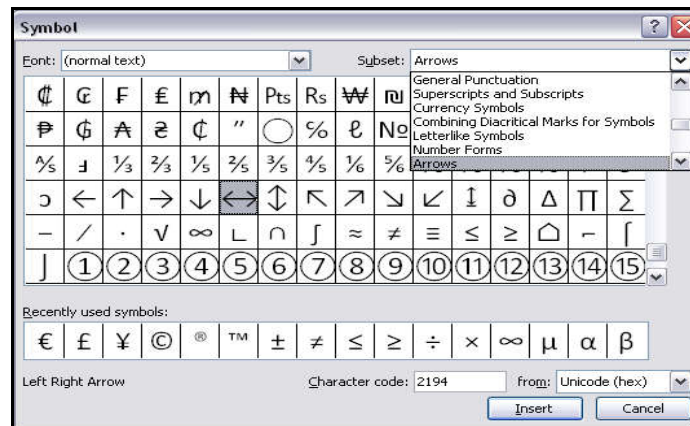 Symbol
Font: (normal text) Subset: Arrows
General Punctuation
Superscripts and Subscripts
Currency Symbols
Combining Diacritical Marks for Symbols
Letterlike Symbols
Number Forms
Arrows
₡ ₢ ₣ ₤ ₥ ₦ Pts Rs ₩ ₪
₱ ₲ ₳ ₴ ₵ ″ ◯ ℅ ℓ №
⅍ Ⅎ ⅓ ⅔ ⅕ ⅖ ⅗ ⅘ ⅙ ⅚
ↄ ← ↑ → ↓ ↔ ↕ ↖ ↗ ↘ ↙ ↨ ∂ ∆ ∏ ∑
− ∕ ∙ √ ∞ ∟ ∩ ∫ ≈ ≠ ≡ ≤ ≥ ⌂ ⌐ ⌠
⌡ ① ② ③ ④ ⑤ ⑥ ⑦ ⑧ ⑨ ⑩ ⑪ ⑫ ⑬ ⑭ ⑮
Recently used symbols:
€ £ ¥ © ® ™ ± ≠ ≤ ≥ ÷ × ∞ µ α β
Left Right Arrow Character code: 2194 from: Unicode (hex)
Insert Cancel